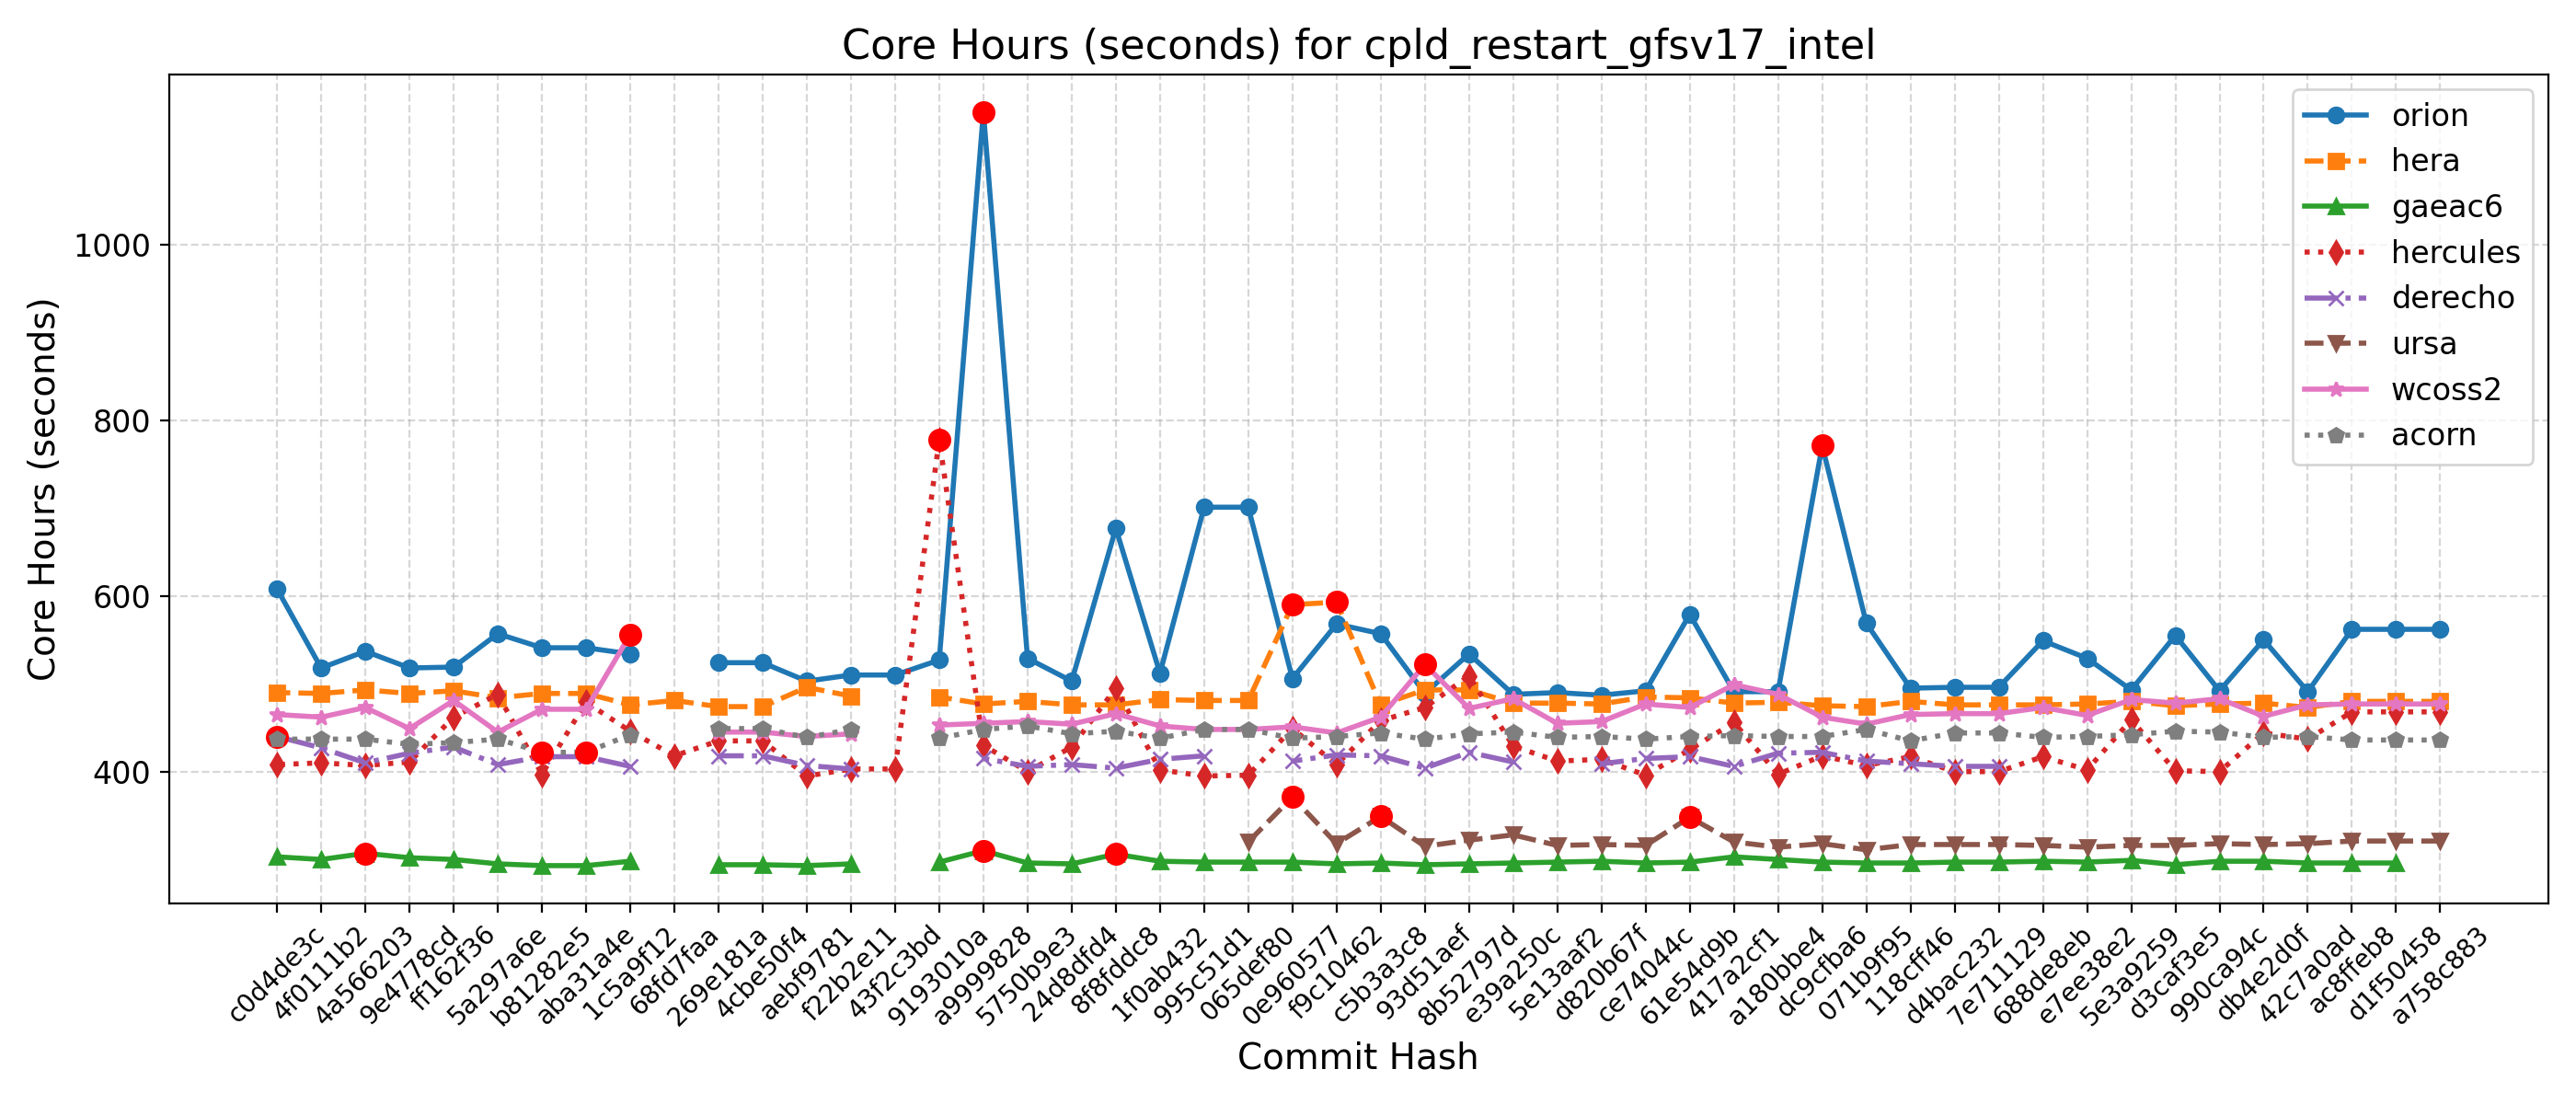 Core Hours (seconds) for cpld_restart_gfsv17_intel
Core Hours (seconds)
1000
800
600
400
orion
hera
gaeac6
hercules
derecho
ursa
wcoss2
acorn
c0d4de3c
4f0111b2
4a566203
9e4778cd
ff162f36
5a297a6e
b81282e5
aba31a4e
1c5a9f12
68fd7faa
269e181a
4cbe50f4
aebf9781
f22b2e11
43f2c3bd
9193010a
a9999828
5750b9e3
24d8dfd4
8f8fddc8
1f0ab432
995c51d1
065def80
0e960577
f9c10462
c5b3a3c8
93d51aef
8b52797d
e39a250c
5e13aaf2
d820b67f
ce74044c
61e54d9b
417a2cf1
a180bbe4
dc9cfba6
071b9f95
118cff46
d4bac232
7e711129
688de8eb
e7ee38e2
5e3a9259
d3caf3e5
990ca94c
db4e2d0f
42c7a0ad
ac8ffeb8
d1f50458
a758c883
Commit Hash